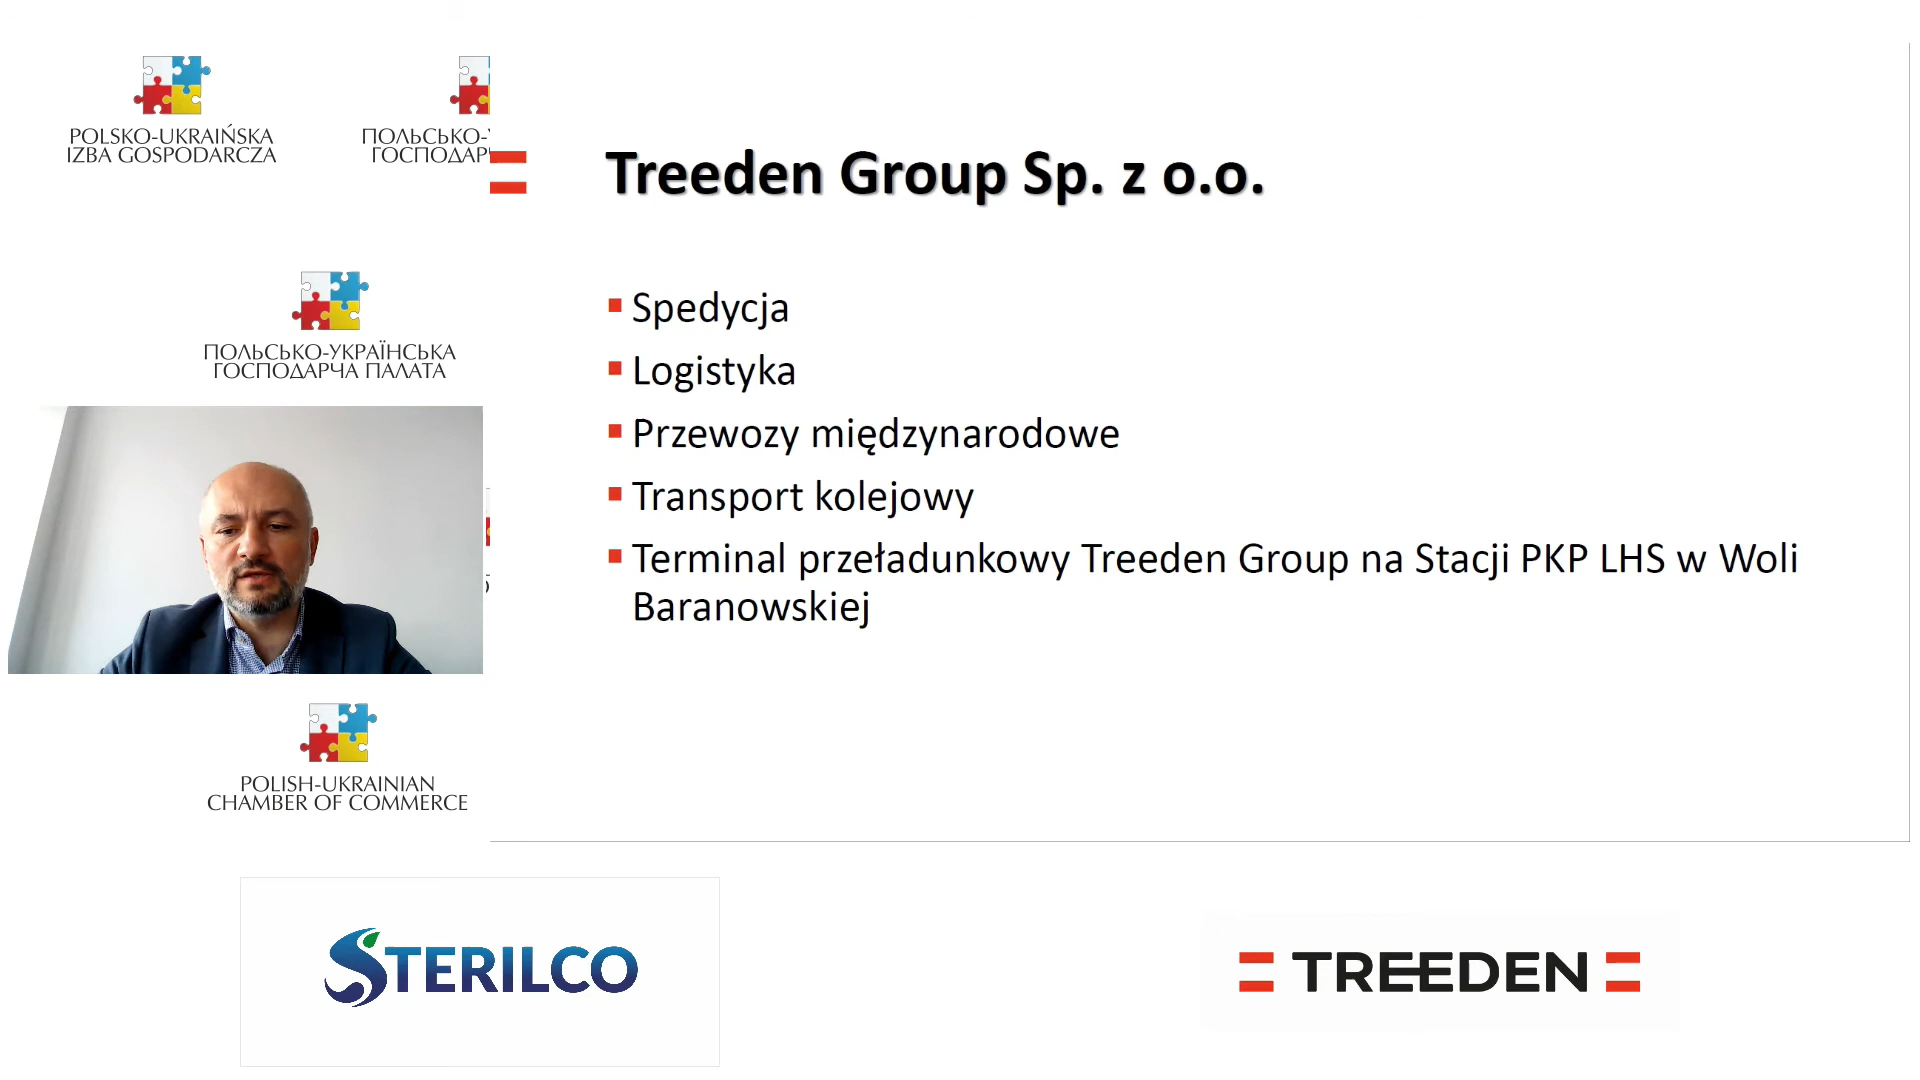 POLSKO-UKRAIŃSKA
IZBA GOSPODARCZA
ПОЛЬСЬКО-
Treeden Group Sp. z o.o.
Spedycja
Logistyka
Przewozy międzynarodowe
Transport kolejowy
Terminal przeładunkowy Treeden Group na Stacji PKP LHS w Woli
Baranowskiej
ПОЛЬСЬКО-УКРАЇНСЬКА
ГОСПОДАРЧА ПАЛАТА
POLISH-UKRAINIAN
CHAMBER OF COMMERCE
STERILCO
TREEDEN